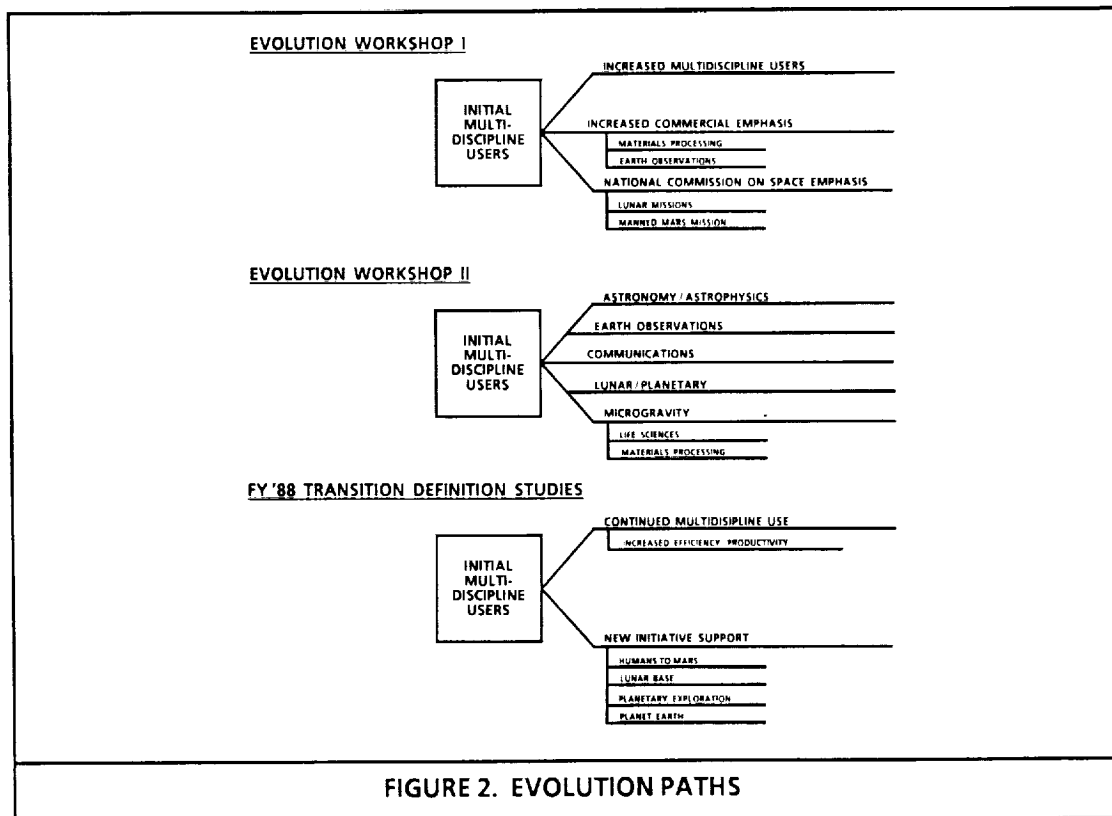 EVOLUTION WORKSHOP I
INITIAL
MULTI-
DISCIPLINE
USERS
INCREASED MULTIDISCIPLINE USERS
INCREASED COMMERCIAL EMPHASIS
MATERIALS PROCESSING
EARTH OBSERVATIONS
NATIONAL COMMISSION ON SPACE EMPHASIS
LUNAR MISSIONS
MANNED MARS MISSION
EVOLUTION WORKSHOP II
INITIAL
MULTI-
DISCIPLINE
USERS
ASTRONOMY/ASTROPHYSICS
EARTH OBSERVATIONS
COMMUNICATIONS
LUNAR/PLANETARY
MICROGRAVITY
LIFE SCIENCES
MATERIALS PROCESSING
FY '88 TRANSITION DEFINITION STUDIES
INITIAL
MULTI-
DISCIPLINE
USERS
CONTINUED MULTIDISIPLINE USE
INCREASED EFFICIENCY PRODUCTIVITY
NEW INITIATIVE SUPPORT
HUMANS TO MARS
LUNAR BASE
PLANETARY EXPLORATION
PLANET EARTH
FIGURE 2. EVOLUTION PATHS